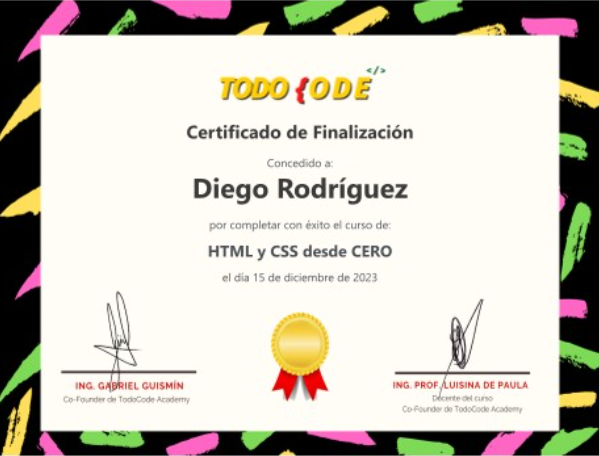 </>
TODO {ODE
Certificado de Finalización
Concedido a:
Diego Rodríguez
por completar con éxito el curso de:
HTML y CSS desde CERO
el día 15 de diciembre de 2023
ING. GABRIEL GUISMÍN
Co-Founder de TodoCode Academy
ING. PROF. LUISINA DE PAULA
Docente del curso
Co-Founder de TodoCode Academy